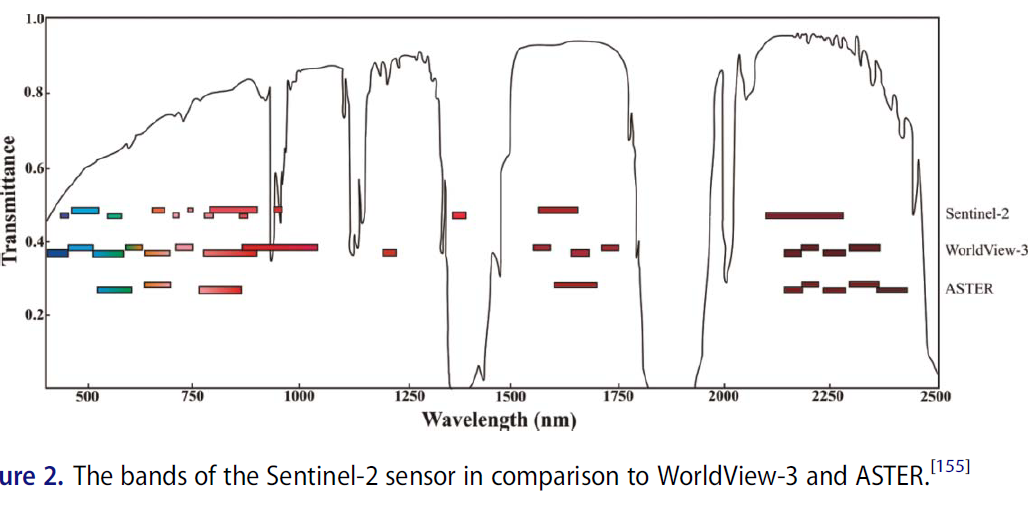 1.0
0.8
0.6
0.4
0.2
Transmittance
Sentinel-2
WorldView-3
ASTER
500 750 1000 1250 1500 1750 2000 2250 2500
Wavelength (nm)
ure 2. The bands of the Sentinel-2 sensor in comparison to WorldView-3 and ASTER.[155]